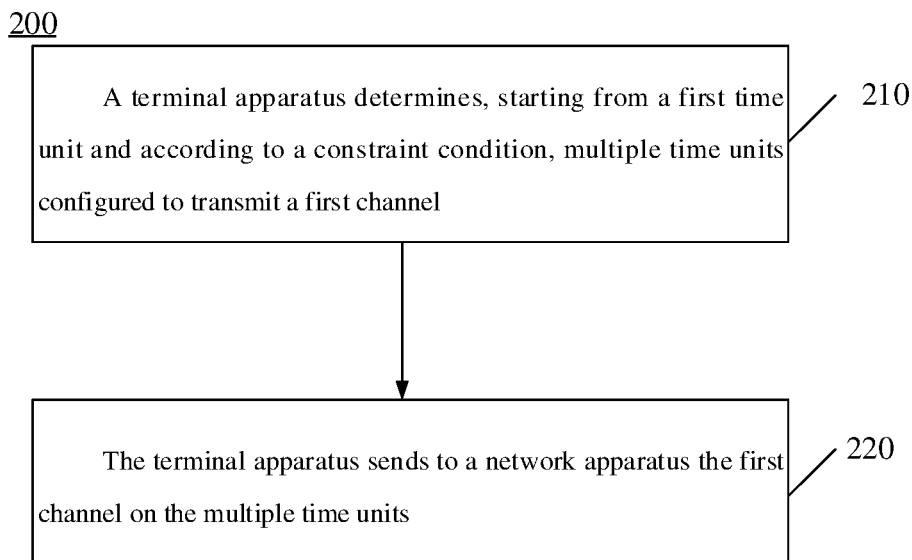 200
A terminal apparatus determines, starting from a first time
unit and according to a constraint condition, multiple time units
configured to transmit a first channel
210
The terminal apparatus sends to a network apparatus the first
channel on the multiple time units
220